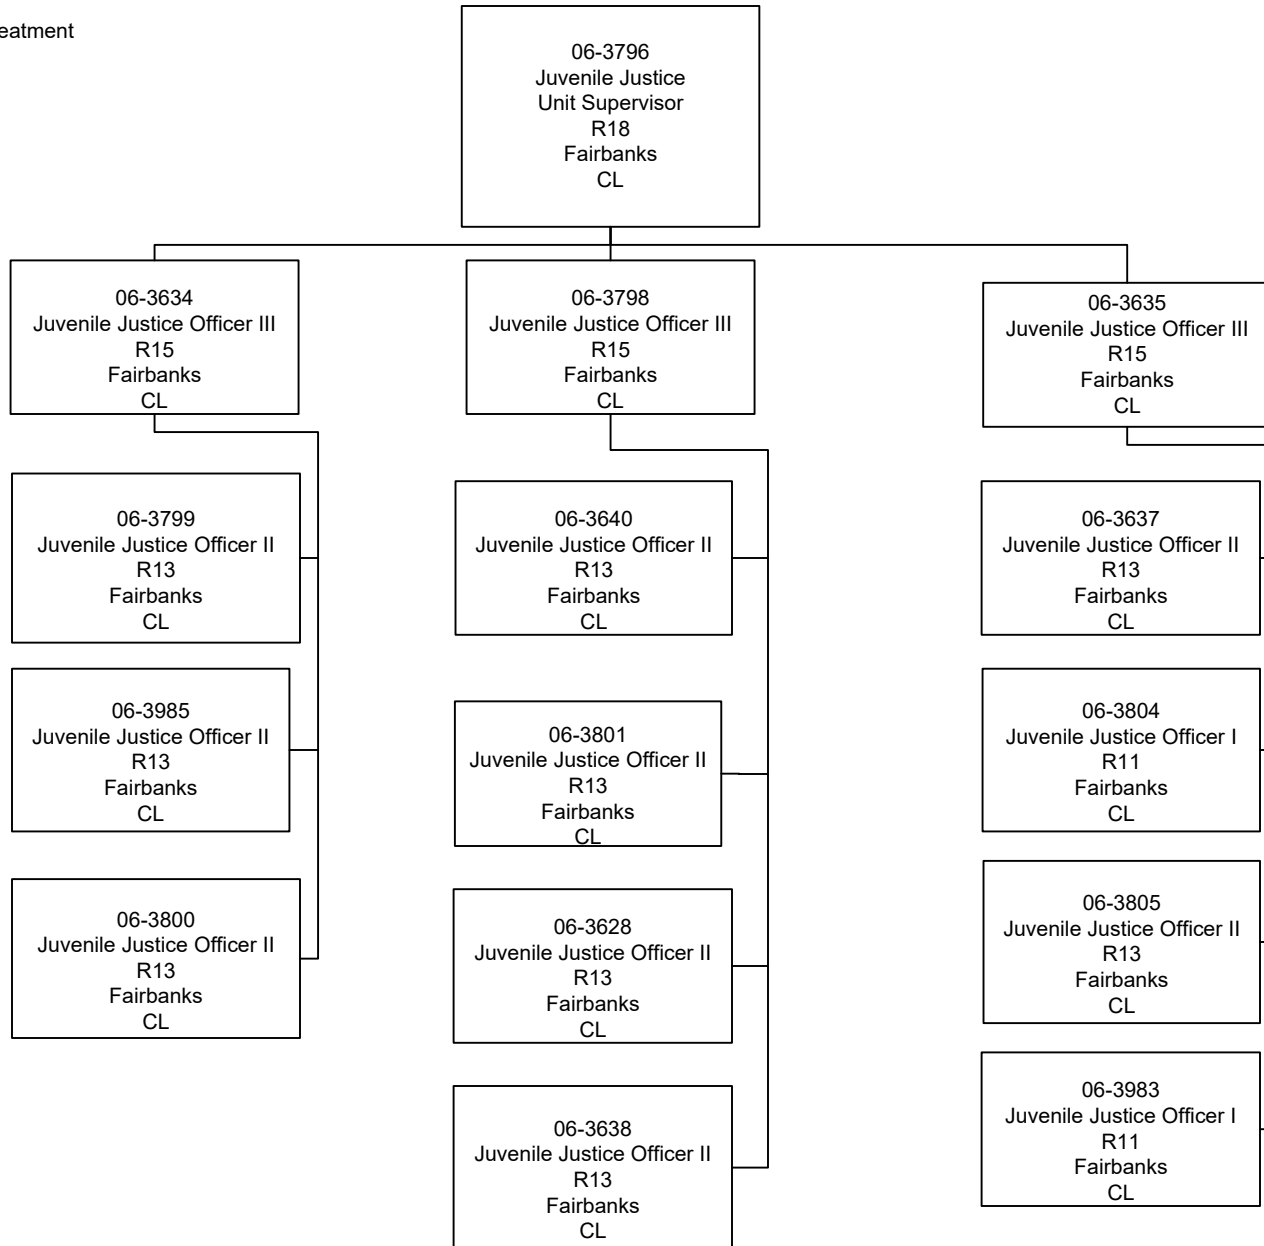 eatment
06-3796
Juvenile Justice
Unit Supervisor
R18
Fairbanks
CL
06-3634
Juvenile Justice Officer III
R15
Fairbanks
CL
06-3798
Juvenile Justice Officer III
R15
Fairbanks
CL
06-3635
Juvenile Justice Officer III
R15
Fairbanks
CL
06-3799
Juvenile Justice Officer II
R13
Fairbanks
CL
06-3640
Juvenile Justice Officer II
R13
Fairbanks
CL
06-3637
Juvenile Justice Officer II
R13
Fairbanks
CL
06-3985
Juvenile Justice Officer II
R13
Fairbanks
CL
06-3801
Juvenile Justice Officer II
R13
Fairbanks
CL
06-3804
Juvenile Justice Officer I
R11
Fairbanks
CL
06-3800
Juvenile Justice Officer II
R13
Fairbanks
CL
06-3628
Juvenile Justice Officer II
R13
Fairbanks
CL
06-3805
Juvenile Justice Officer II
R13
Fairbanks
CL
06-3638
Juvenile Justice Officer II
R13
Fairbanks
CL
06-3983
Juvenile Justice Officer I
R11
Fairbanks
CL